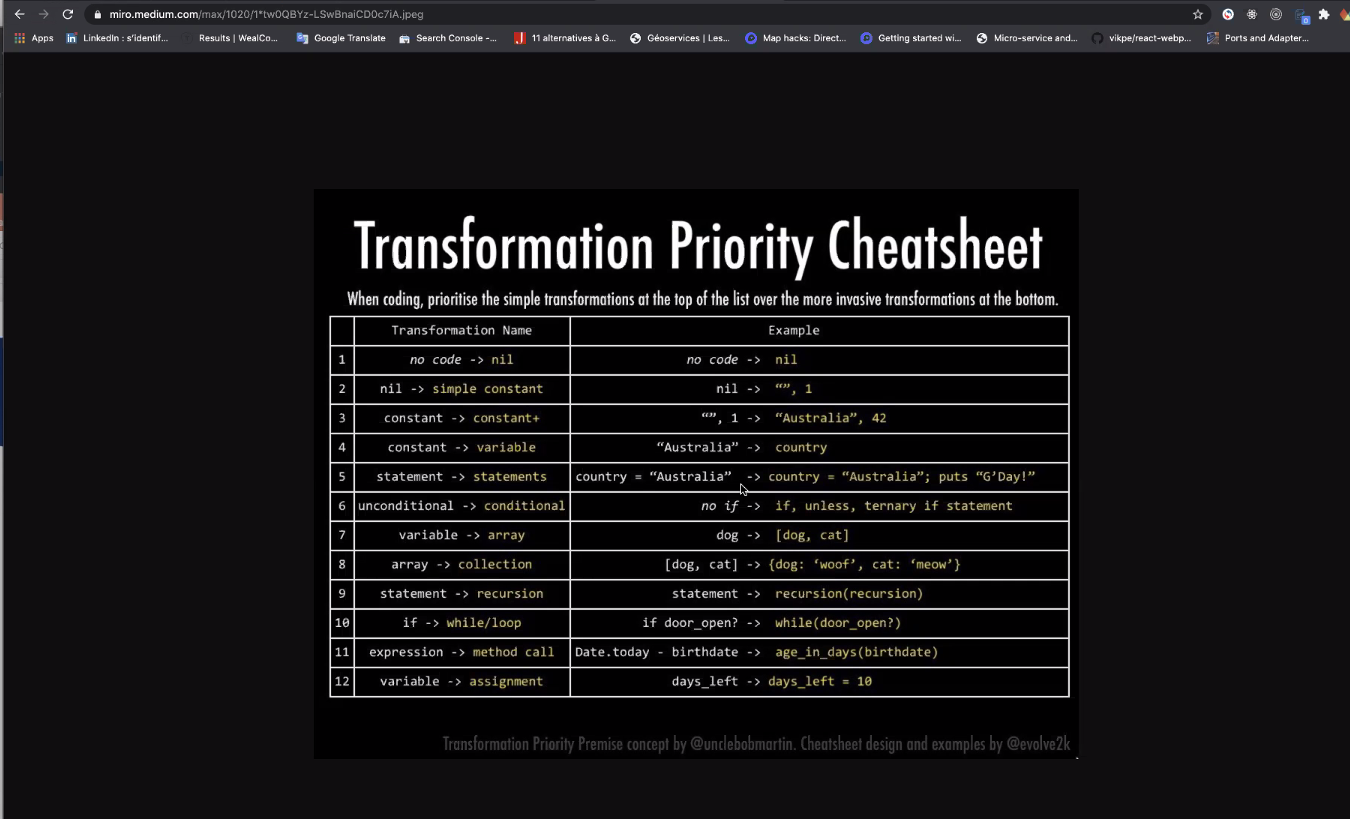 miro.medium.com/max/1020/1*tw0QBYz-LSwBnaiCD0c7iA.jpeg
Apps LinkedIn : s'identif... Results | WealCo... Google Translate Search Console -... 11 alternatives à G... Géoservices | Les... Map hacks: Direct... Getting started wi... Micro-service and... vikpe/react-webp... Ports and Adapter...
Transformation Priority Cheatsheet
When coding, prioritise the simple transformations at the top of the list over the more invasive transformations at the bottom.
Transformation Name Example
1 no code -> nil no code -> nil
2 nil -> simple constant nil -> “”, 1
3 constant -> constant+ “”, 1 -> “Australia”, 42
4 constant -> variable “Australia” -> country
5 statement -> statements country = “Australia” -> country = “Australia”; puts “G’Day!”
6 unconditional -> conditional no if -> if, unless, ternary if statement
7 variable -> array dog -> [dog, cat]
8 array -> collection [dog, cat] -> {dog: ‘woof’, cat: ‘meow’}
9 statement -> recursion statement -> recursion(recursion)
10 if -> while/loop if door_open? -> while(door_open?)
11 expression -> method call Date.today - birthdate -> age_in_days(birthdate)
12 variable -> assignment days_left -> days_left = 10
Transformation Priority Premise concept by @unclebobmartin. Cheatsheet design and examples by @evolve2k